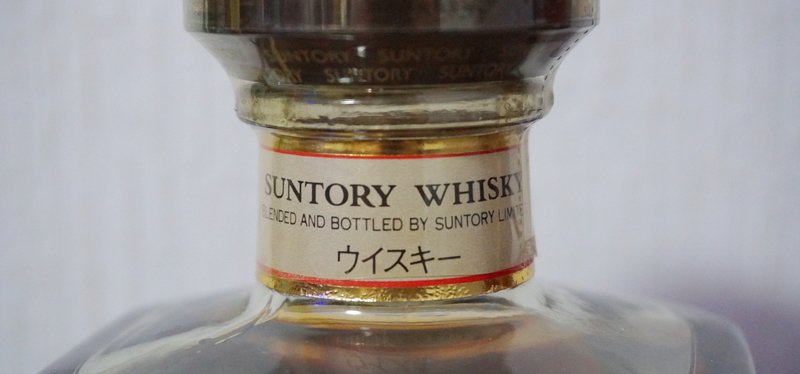 SUNTORY SUNTORY
SUNTORY SUNTORY
SUNTORY WHISKY
BLENDED AND BOTTLED BY SUNTORY
ウイスキー